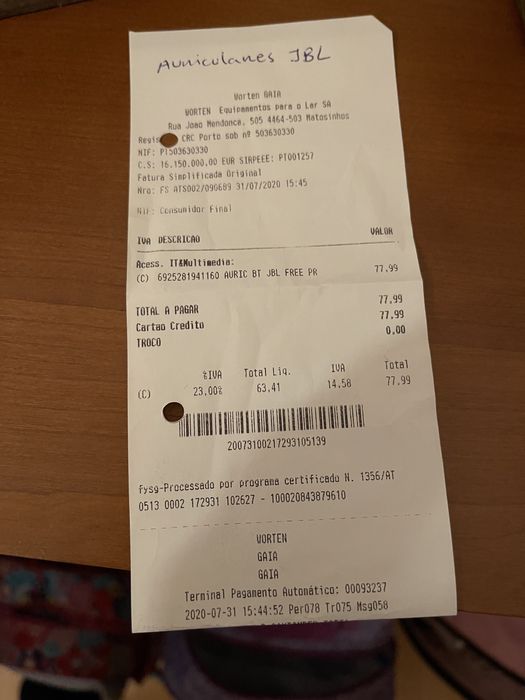 Auriculares JBL
Worten GAIA
WORTEN Equipamentos para o Lar SA
Rua Joao Mendonca, 505 4464-503 Matosinhos
Regis CRC Porto sob nº 503630330
NIF: PT503630330
C.S: 16.150.000,00 EUR SIRPEEE: PT001257
Fatura Simplificada Original
Nro: FS ATS002/090689 31/07/2020 15:45
NIF: Consumidor Final
IVA DESCRICAO VALOR
Acess. IT&Multimedia:
(C) 6925281941160 AURIC BT JBL FREE PR 77.99
TOTAL A PAGAR 77.99
Cartao Credito 77.99
TROCO 0.00
%IVA Total Liq. IVA Total
(C) 23.00% 63.41 14.58 77.99
20073100217293105139
fysg-Processado por programa certificado N. 1356/AT
0513 0002 172931 102627 - 100020843879610
WORTEN
GAIA
GAIA
Terminal Pagamento Automático: 00093237
2020-07-31 15:44:52 Per078 Tr075 Msg058